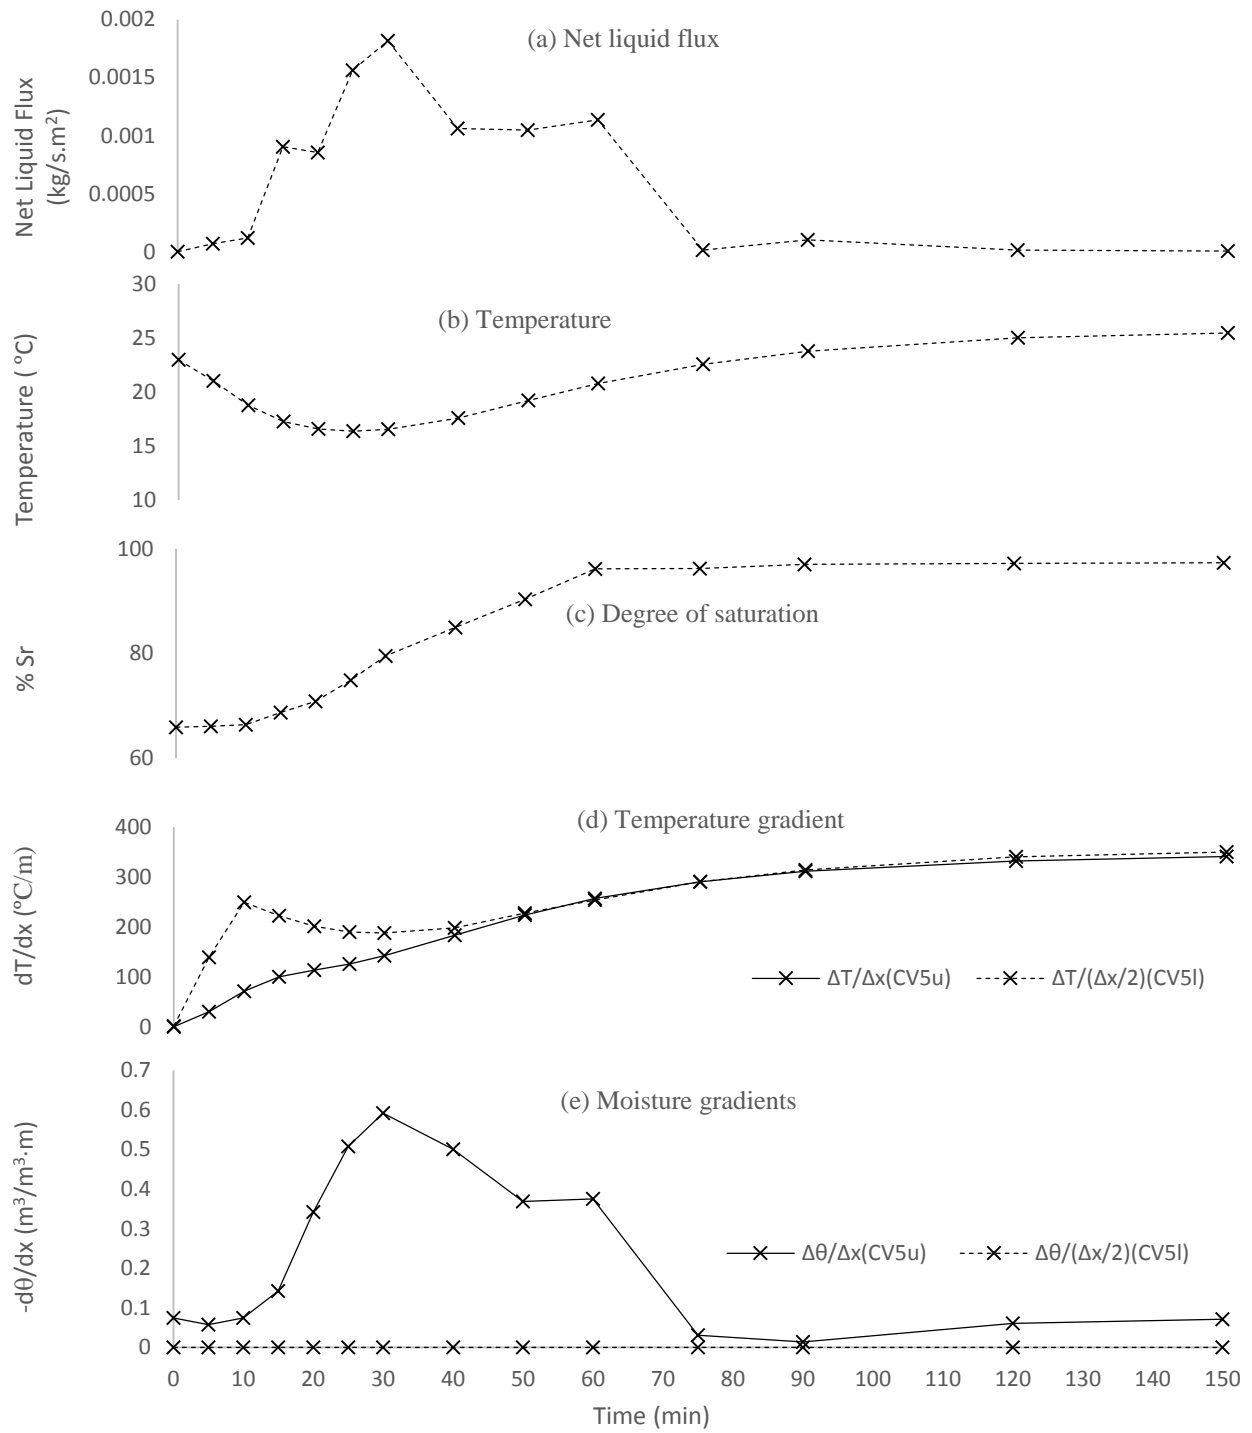 (a) Net liquid flux
Net Liquid Flux
(kg/s.m²)
0.002
0.0015
0.001
0.0005
0
(b) Temperature
Temperature ( °C)
30
25
20
15
10
(c) Degree of saturation
% Sr
100
80
60
(d) Temperature gradient
dT/dx (°C/m)
400
300
200
100
0
ΔT/Δx(CV5u)
ΔT/(Δx/2)(CV5l)
(e) Moisture gradients
-dθ/dx (m³/m³·m)
0.7
0.6
0.5
0.4
0.3
0.2
0.1
0
Δθ/Δx(CV5u)
Δθ/(Δx/2)(CV5l)
0 10 20 30 40 50 60 70 80 90 100 110 120 130 140 150
Time (min)